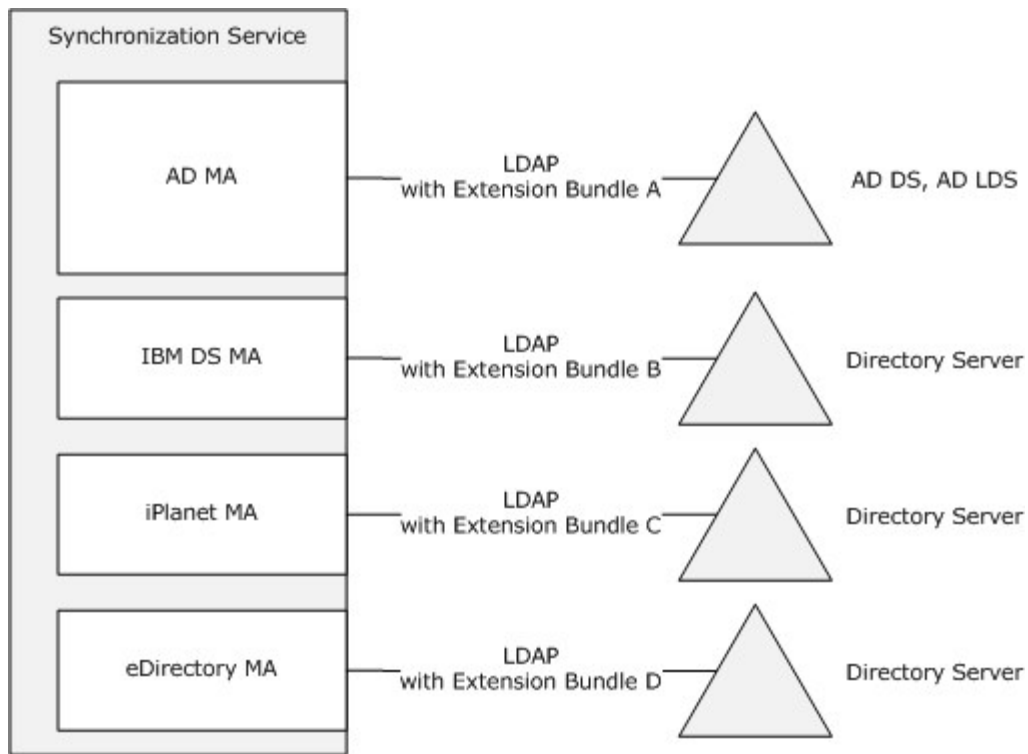 Synchronization Service
AD MA
LDAP
with Extension Bundle A
AD DS, AD LDS
IBM DS MA
LDAP
with Extension Bundle B
Directory Server
iPlanet MA
LDAP
with Extension Bundle C
Directory Server
eDirectory MA
LDAP
with Extension Bundle D
Directory Server